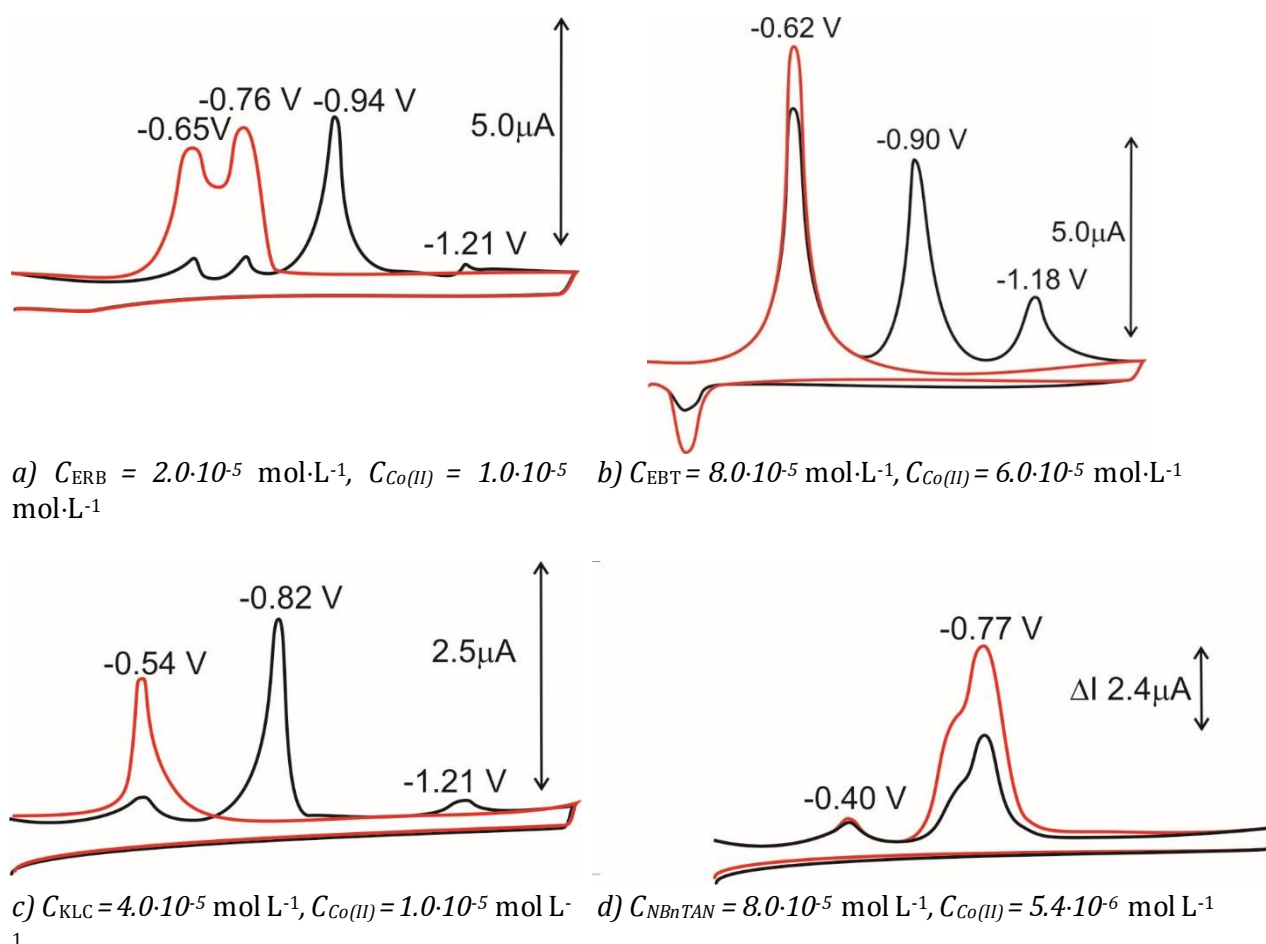 -0.62 V
-0.76 V
-0.94 V
-0.65V
5.0μA
-1.21 V
-0.90 V
5.0μA
-1.18 V
a) CERB = 2.0·10-5 mol·L-1, CCo(II) = 1.0·10-5
mol·L-1
b) CEBT = 8.0·10-5 mol·L-1, CCo(II) = 6.0·10-5 mol·L-1
-0.82 V
-0.54 V
2.5μA
-1.21 V
-0.77 V
ΔI 2.4μA
-0.40 V
c) CKLC = 4.0·10-5 mol L-1, CCo(II) = 1.0·10-5 mol L-
1
d) CNBnTAN = 8.0·10-5 mol L-1, CCo(II) = 5.4·10-6 mol L-1